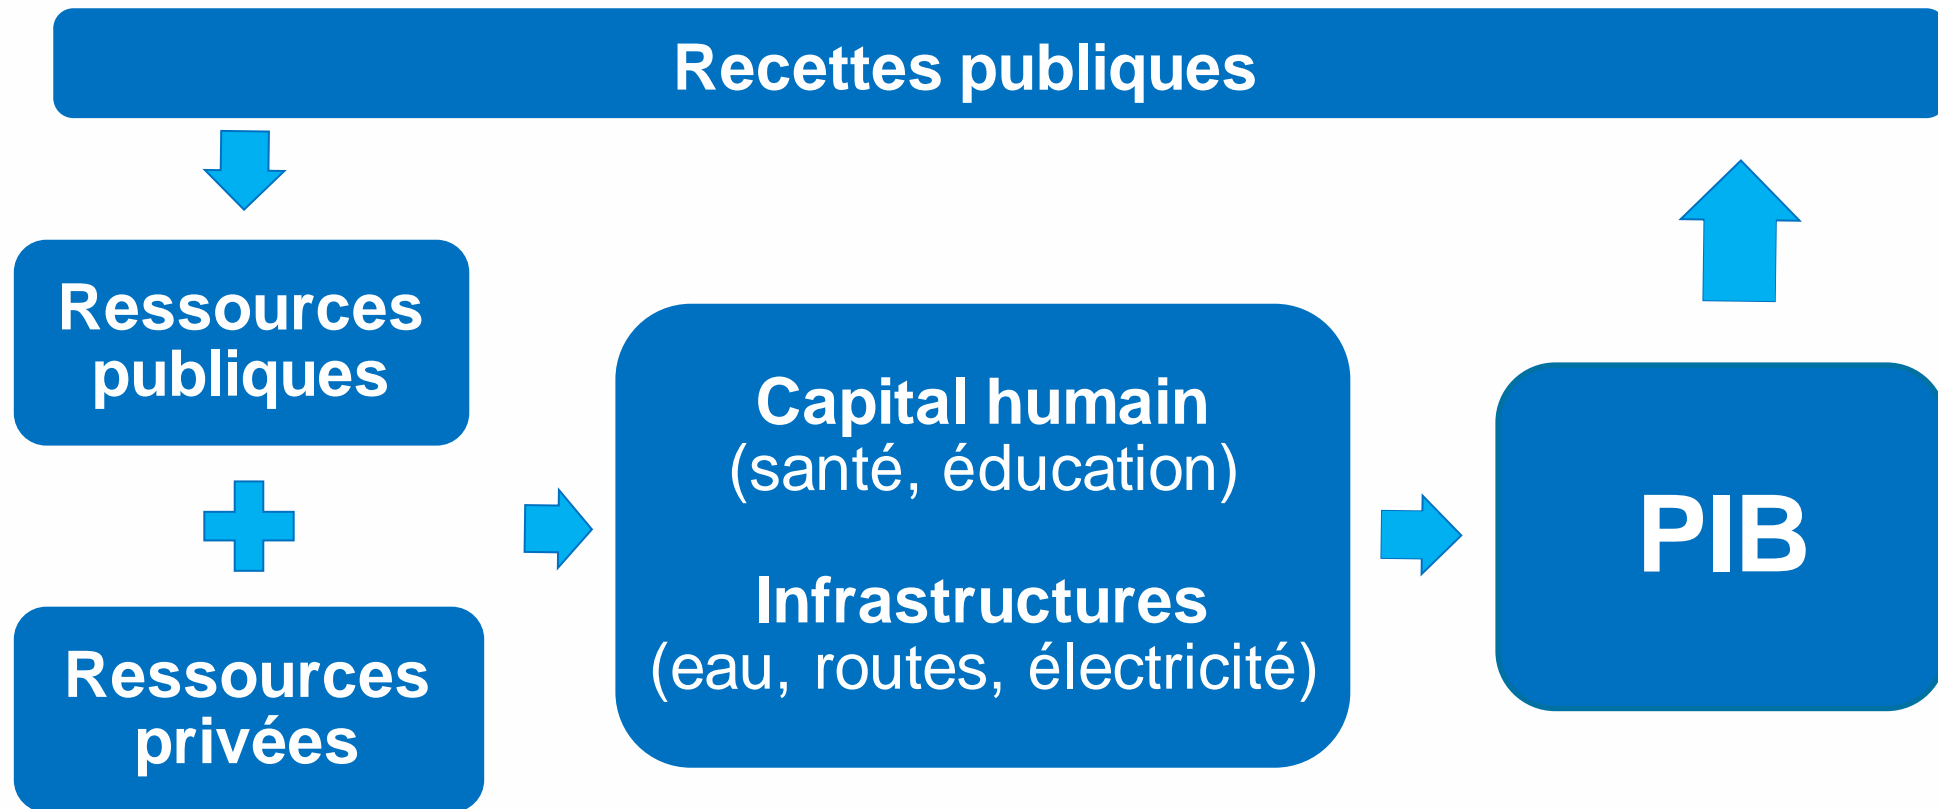 Recettes publiques
Ressources
publiques
Ressources
privées
Capital humain
(santé, éducation)
Infrastructures
(eau, routes, électricité)
PIB